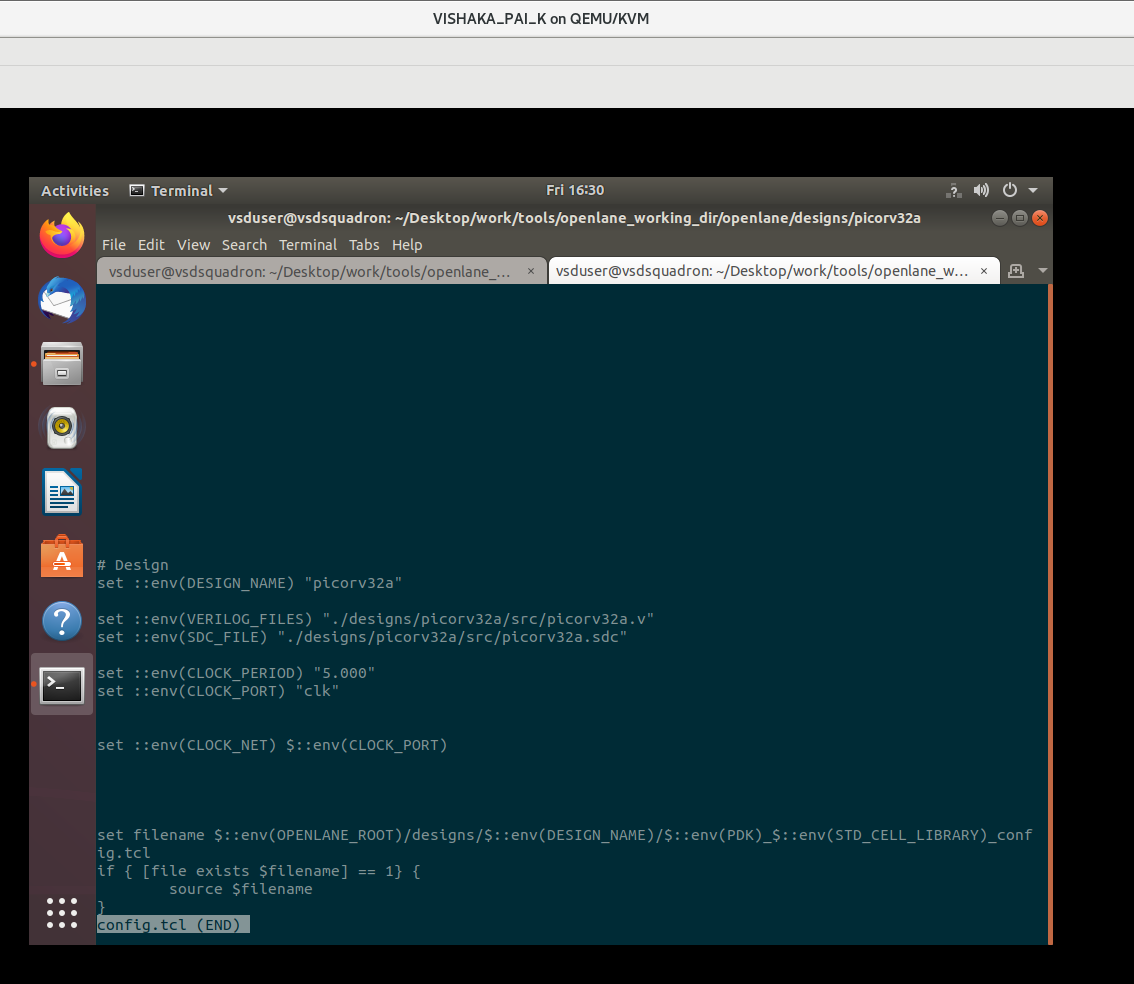 VISHAKA_PAI_K on QEMU/KVM
Activities Terminal Fri 16:30
vsduser@vsdsquadron: ~/Desktop/work/tools/openlane_working_dir/openlane/designs/picorv32a
File Edit View Search Terminal Tabs Help
vsduser@vsdsquadron: ~/Desktop/work/tools/openlane_... × vsduser@vsdsquadron: ~/Desktop/work/tools/openlane_w... ×
# Design
set ::env(DESIGN_NAME) "picorv32a"
set ::env(VERILOG_FILES) "./designs/picorv32a/src/picorv32a.v"
set ::env(SDC_FILE) "./designs/picorv32a/src/picorv32a.sdc"
set ::env(CLOCK_PERIOD) "5.000"
set ::env(CLOCK_PORT) "clk"
set ::env(CLOCK_NET) $::env(CLOCK_PORT)
set filename $::env(OPENLANE_ROOT)/designs/$::env(DESIGN_NAME)/$::env(PDK)_$::env(STD_CELL_LIBRARY)_conf
ig.tcl
if { [file exists $filename] == 1} {
        source $filename
}
config.tcl (END)